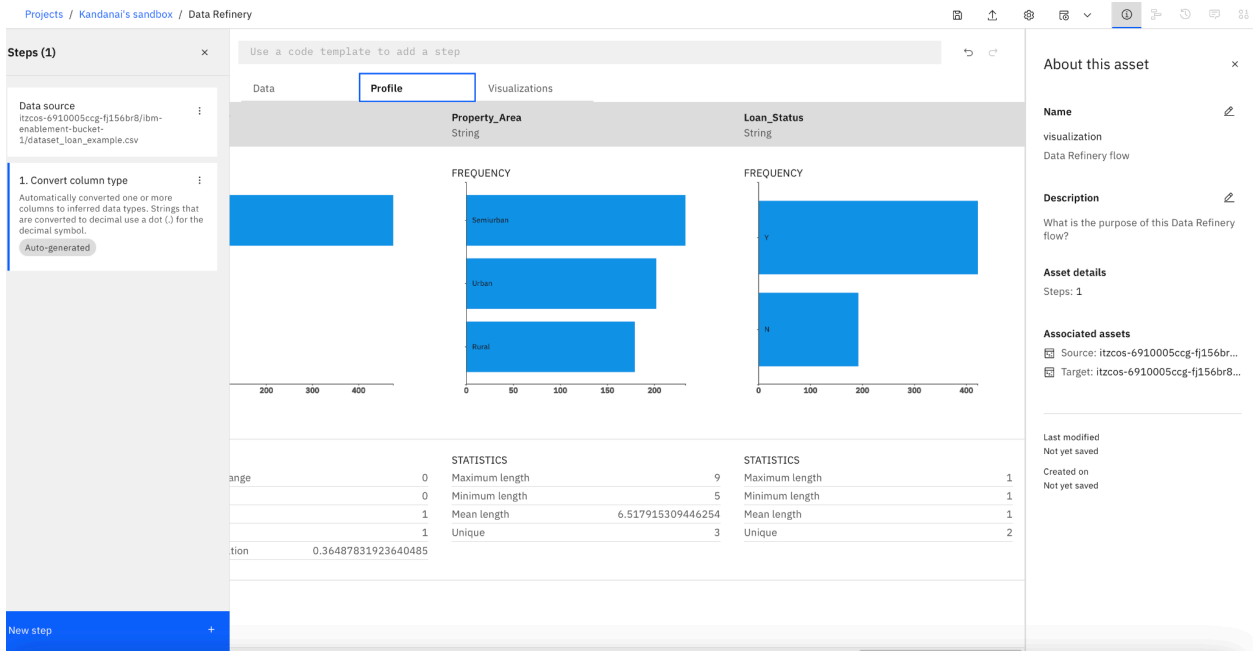 Projects / Kandanai's sandbox / Data Refinery
Steps (1)
Data source
itzcos-6910005ccg-fj156br8/ibm-
enablement-bucket-
1/dataset_loan_example.csv
1. Convert column type
Automatically converted one or more
columns to inferred data types. Strings that
are converted to decimal use a dot (.) for the
decimal symbol.
Auto-generated
New step +
Use a code template to add a step
Data Profile Visualizations
Property_Area
String
Loan_Status
String
200 300 400
FREQUENCY
Semiurban
Urban
Rural
0 50 100 150 200
FREQUENCY
Y
N
0 100 200 300 400
ange 0
0
1
1
tion 0.36487831923640485
STATISTICS
Maximum length 9
Minimum length 5
Mean length 6.517915309446254
Unique 3
STATISTICS
Maximum length 1
Minimum length 1
Mean length 1
Unique 2
About this asset
Name
visualization
Data Refinery flow
Description
What is the purpose of this Data Refinery
flow?
Asset details
Steps: 1
Associated assets
Source: itzcos-6910005ccg-fj156br...
Target: itzcos-6910005ccg-fj156br8...
Last modified
Not yet saved
Created on
Not yet saved